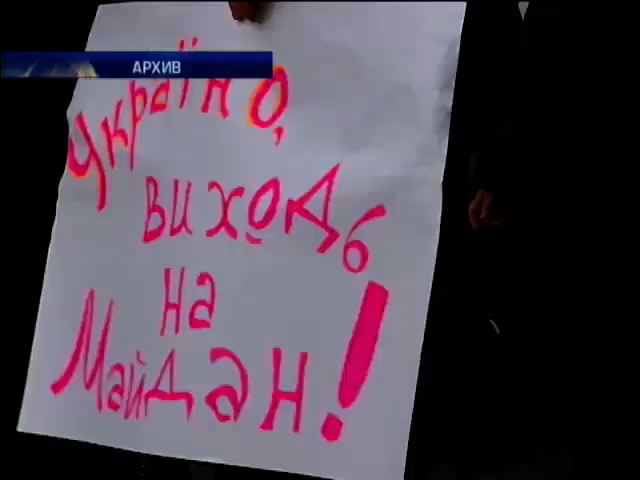 АРХИВ
Україно,
виходь
на
Майдан!